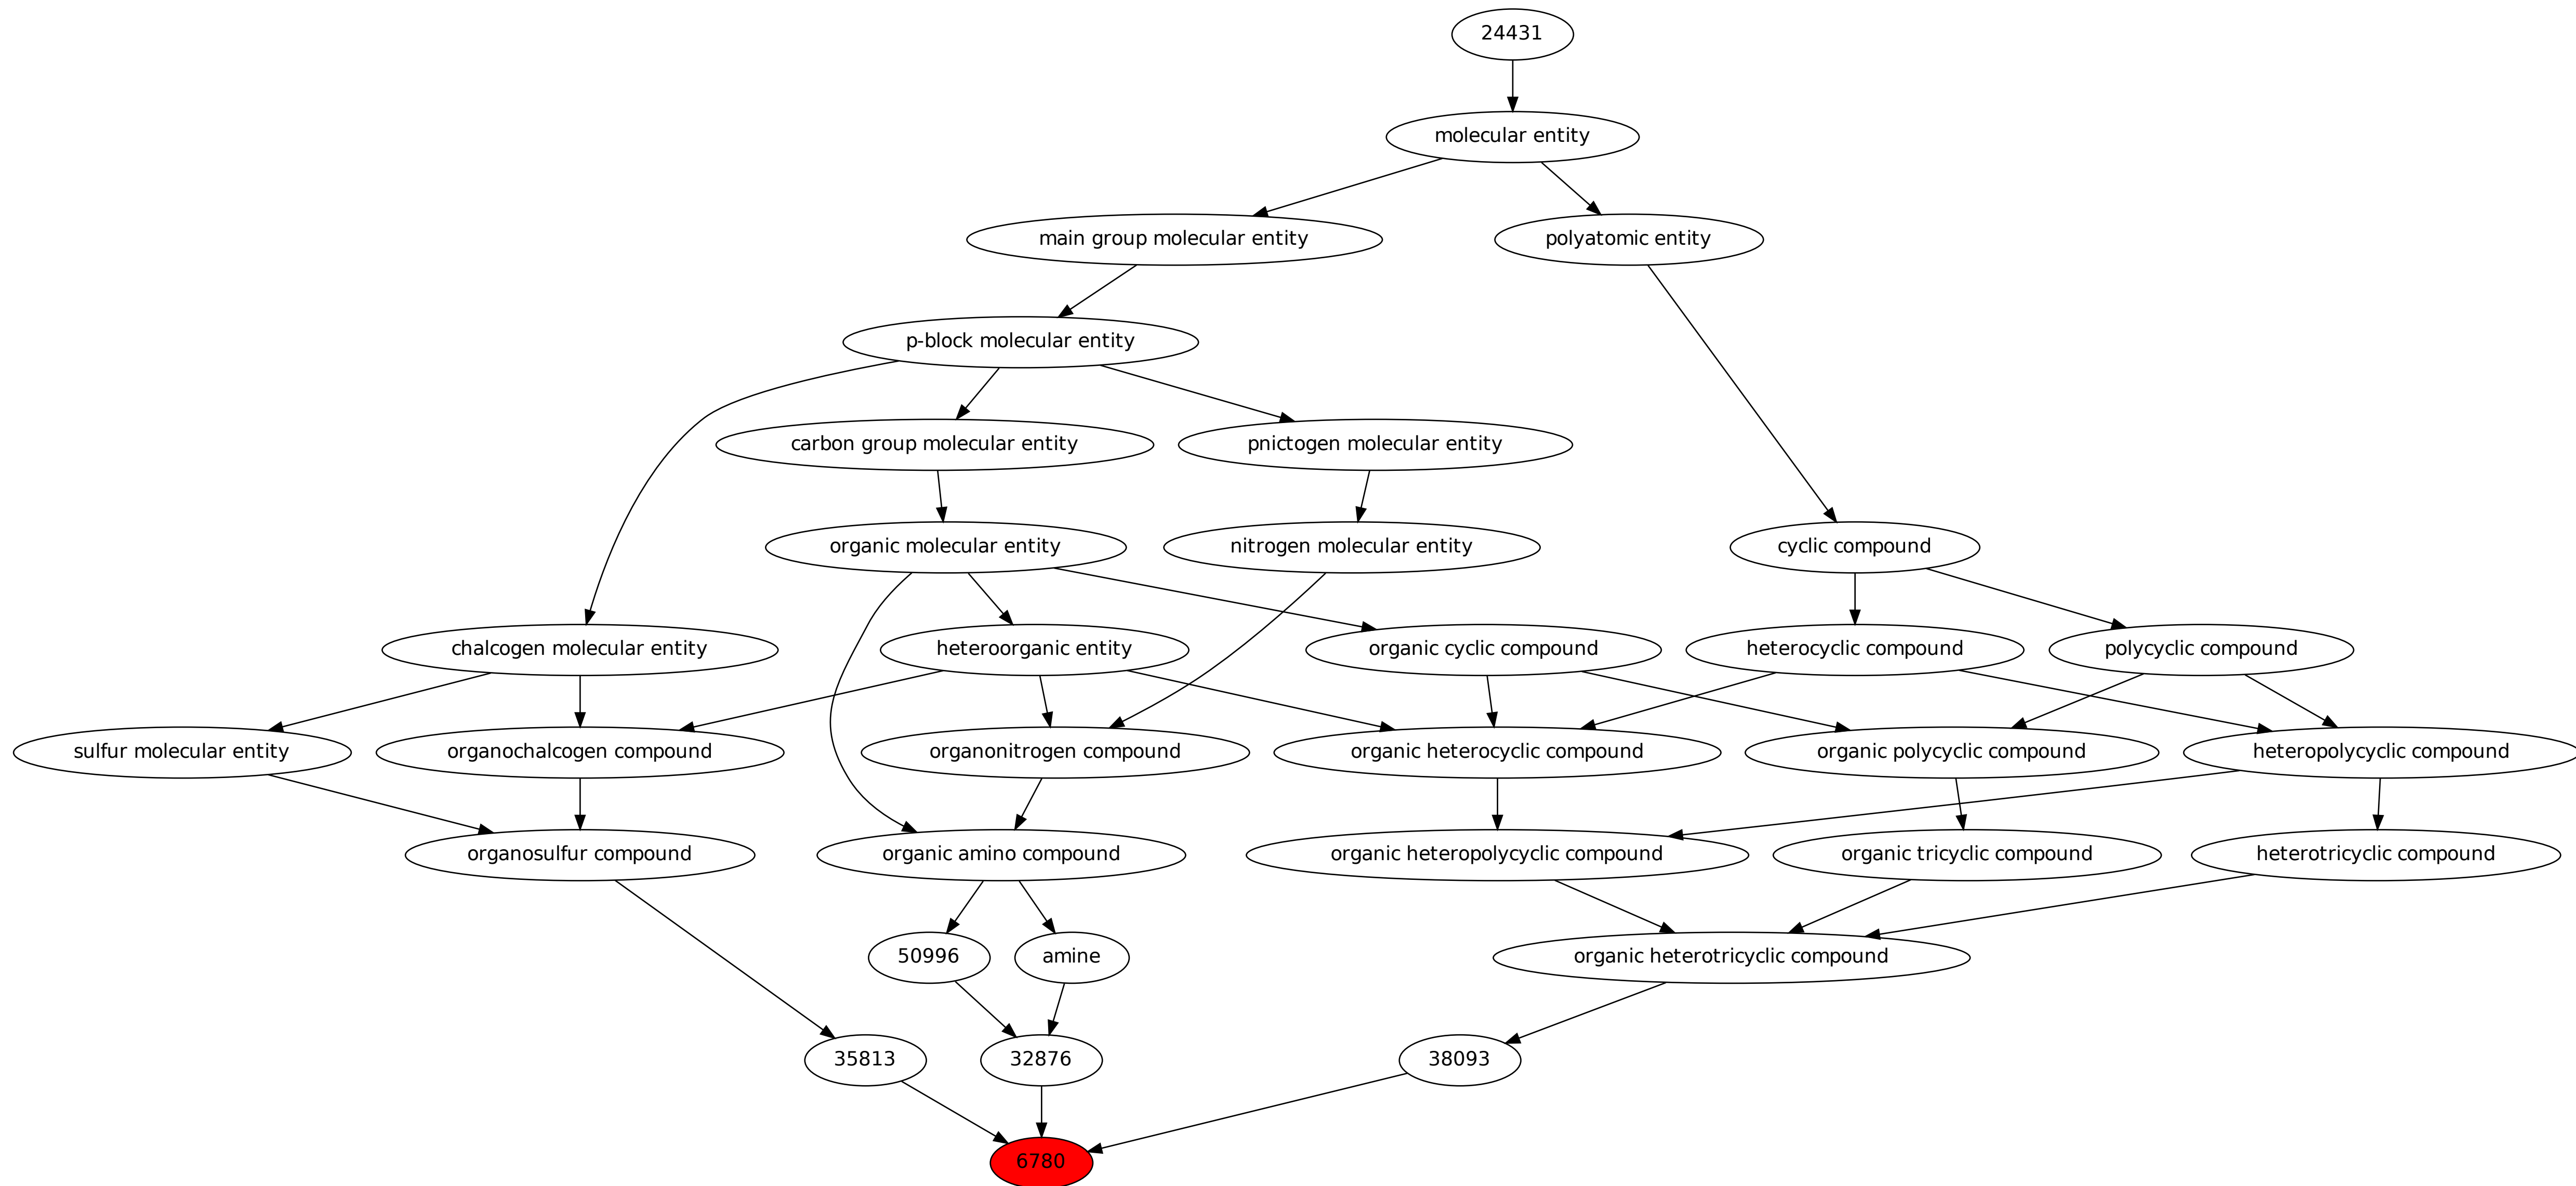 24431
molecular entity
main group molecular entity
polyatomic entity
p-block molecular entity
carbon group molecular entity
pnictogen molecular entity
organic molecular entity
nitrogen molecular entity
cyclic compound
chalcogen molecular entity
heteroorganic entity
organic cyclic compound
heterocyclic compound
polycyclic compound
sulfur molecular entity
organochalcogen compound
organonitrogen compound
organic heterocyclic compound
organic polycyclic compound
heteropolycyclic compound
organosulfur compound
organic amino compound
organic heteropolycyclic compound
organic tricyclic compound
heterotricyclic compound
50996
amine
organic heterotricyclic compound
35813
32876
38093
6780